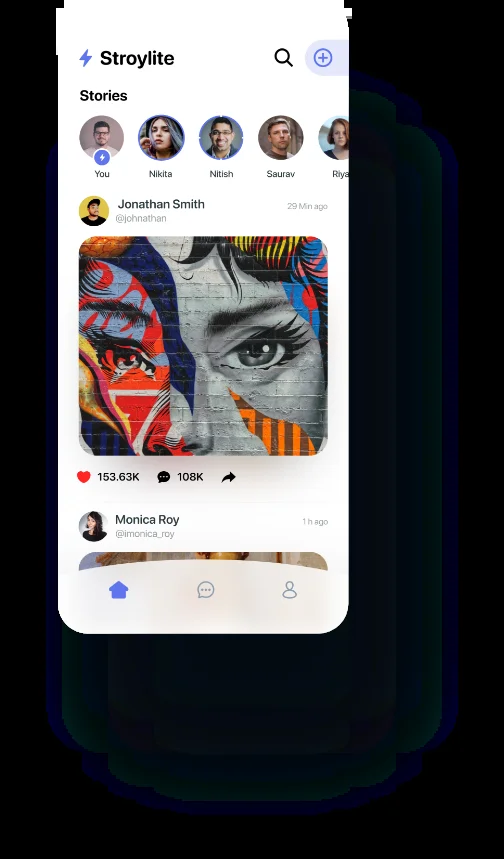 Stroylite
Stories
You
Nikita
Nitish
Saurav
Riya
Jonathan Smith
29 Min ago
@johnathan
153.63K
108K
Monica Roy
1 h ago
@imonica_roy